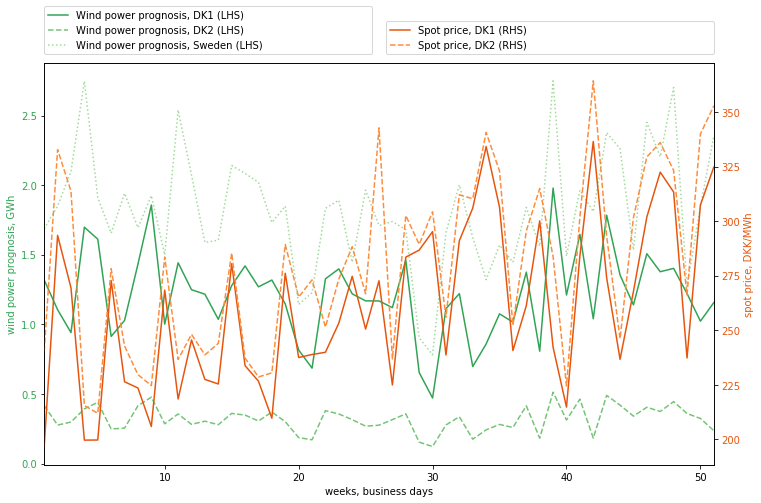 Wind power prognosis, DK1 (LHS)
Wind power prognosis, DK2 (LHS)
Wind power prognosis, Sweden (LHS)
Spot price, DK1 (RHS)
Spot price, DK2 (RHS)
wind power prognosis, GWh
2.5
2.0
1.5
1.0
0.5
0.0
350
325
300
275
250
225
200
spot price, DKK/MWh
10
20
30
40
50
weeks, business days